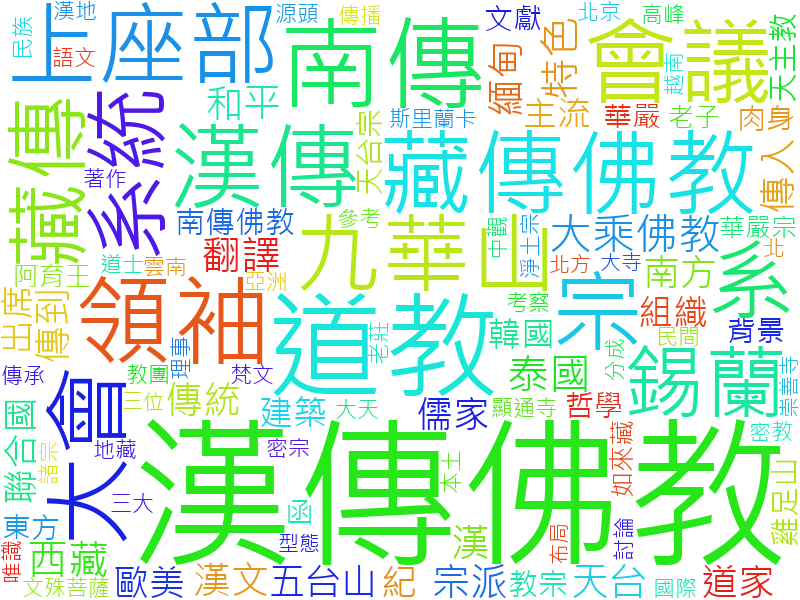 漢地
源頭
傳播
北京
高峰
民族
上座部
南傳
文獻
特色
會議
天主教
語文
緬甸
越南
藏傳
系統
和平
斯里蘭卡
主流
華嚴
老子
肉身
漢傳
天台宗
藏傳佛教
傳入
著作
南傳佛教
參考
九華山
中觀
淨土宗
大乘佛教
華嚴宗
翻譯
阿育王
道士
雲南
亞洲
北方
大寺
南方
北
系
出席
傳到
領袖
道教
老莊
宗
考察
組織
背景
韓國
民間
崇善寺
理事
分成
傳承
教團
梵文
泰國
錫蘭
大會
三位
傳統
建築
大天
儒家
顯通寺
哲學
聯合國
地藏
密宗
漢傳佛教
如來藏
密教
諸宗
本土
雞足山
三大
函
東方
西藏
型態
漢
布局
討論
唯識
文殊菩薩
歐美
漢文
五台山
紀
宗派
教宗
天台
國際
道家